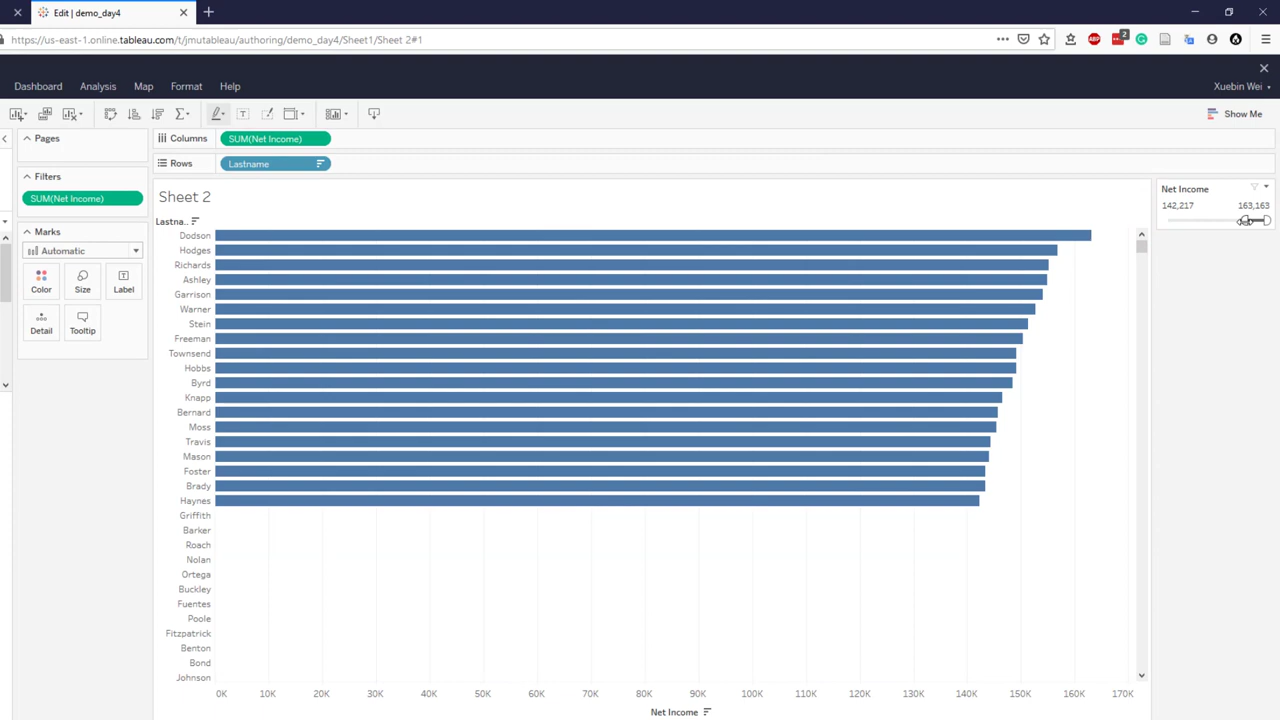 Edit | demo_day4
https://us-east-1.online.tableau.com/t/jmutableau/authoring/demo_day4/Sheet1/Sheet 2#1
ABP
2
Dashboard Analysis Map Format Help
Xuebin Wei
Show Me
Pages
Columns
SUM(Net Income)
Rows
Lastname
Filters
SUM(Net Income)
Marks
Automatic
Color
Size
Label
Detail
Tooltip
Sheet 2
Lastna..
Dodson
Hodges
Richards
Ashley
Garrison
Warner
Stein
Freeman
Townsend
Hobbs
Byrd
Knapp
Bernard
Moss
Travis
Mason
Foster
Brady
Haynes
Griffith
Barker
Roach
Nolan
Ortega
Buckley
Fuentes
Poole
Fitzpatrick
Benton
Bond
Johnson
0K 10K 20K 30K 40K 50K 60K 70K 80K 90K 100K 110K 120K 130K 140K 150K 160K 170K
Net Income
Net Income
142,217 163,163